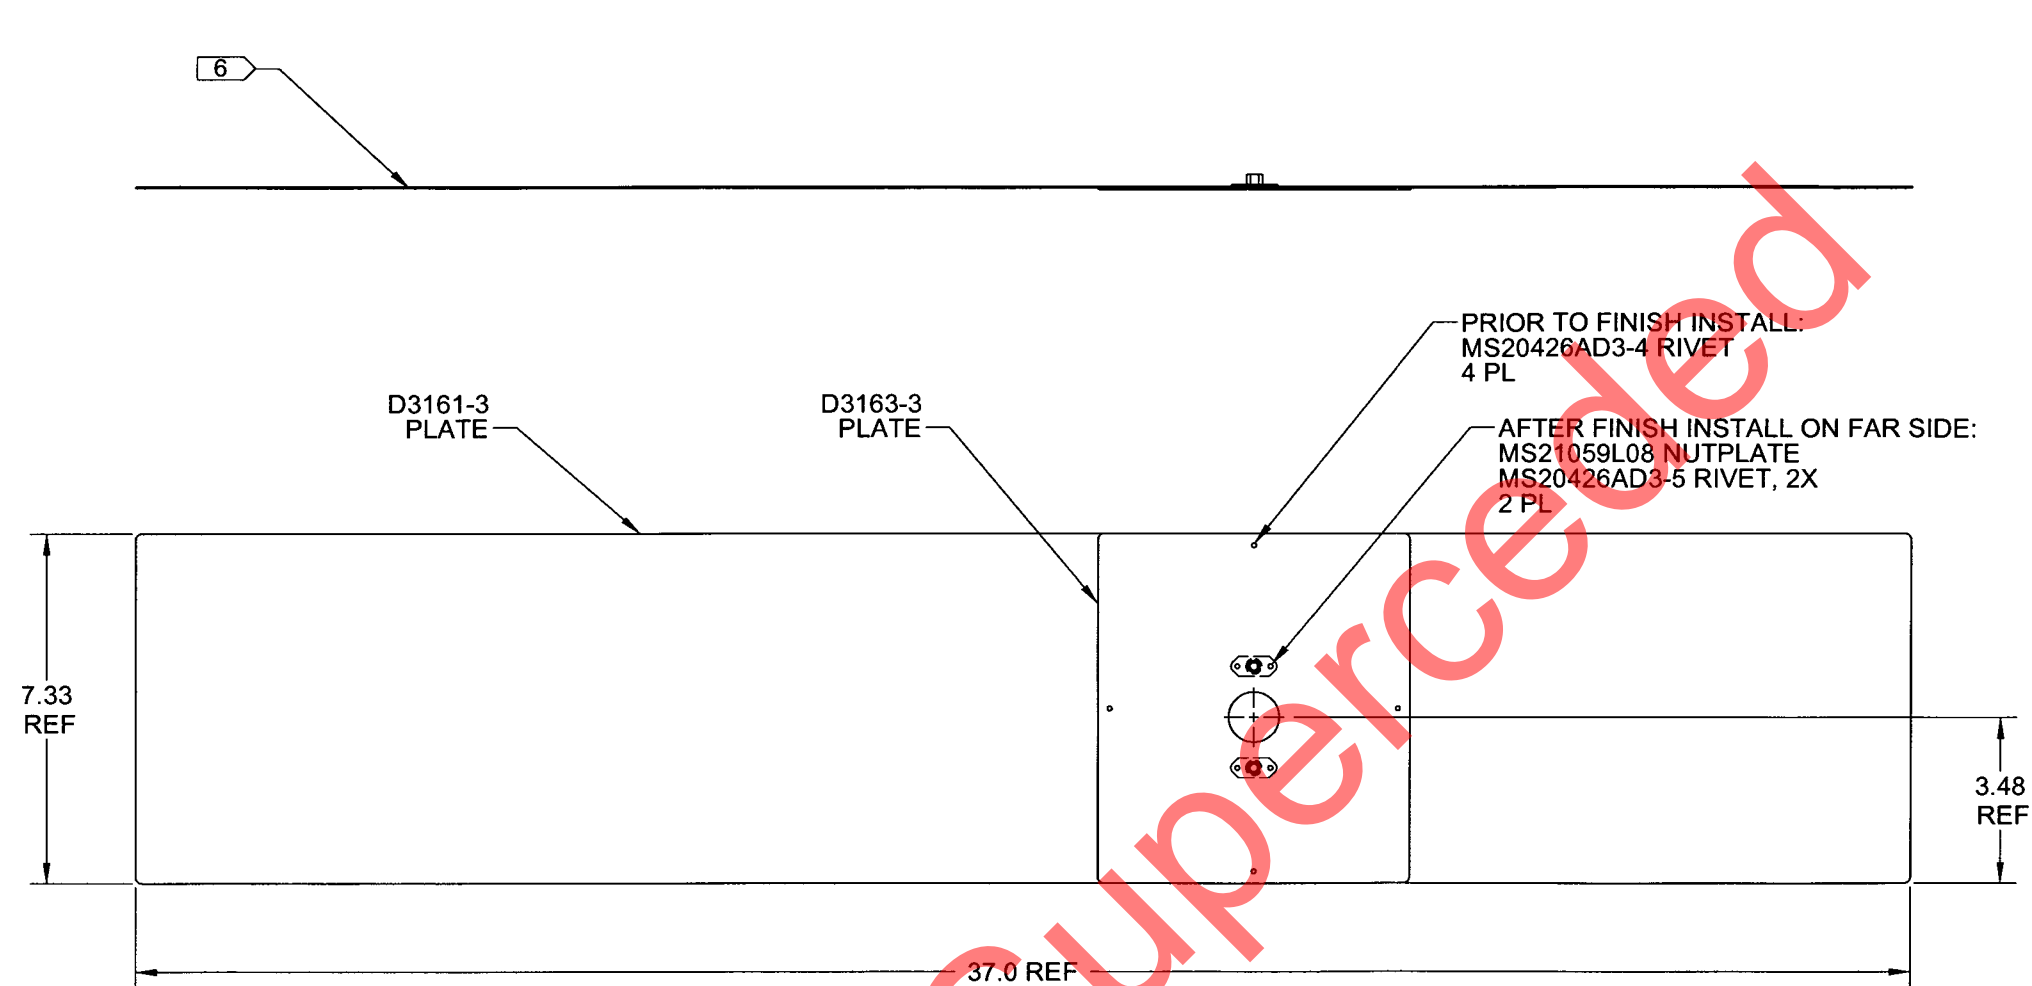 6
PRIOR TO FINISH INSTALL:
MS20426AD3-4 RIVET
4 PL
D3161-3
PLATE
D3163-3
PLATE
AFTER FINISH INSTALL ON FAR SIDE:
MS21059L08 NUTPLATE
MS20426AD3-5 RIVET, 2X
2 PL
7.33
REF
3.48
REF
37.0 REF
Superceded